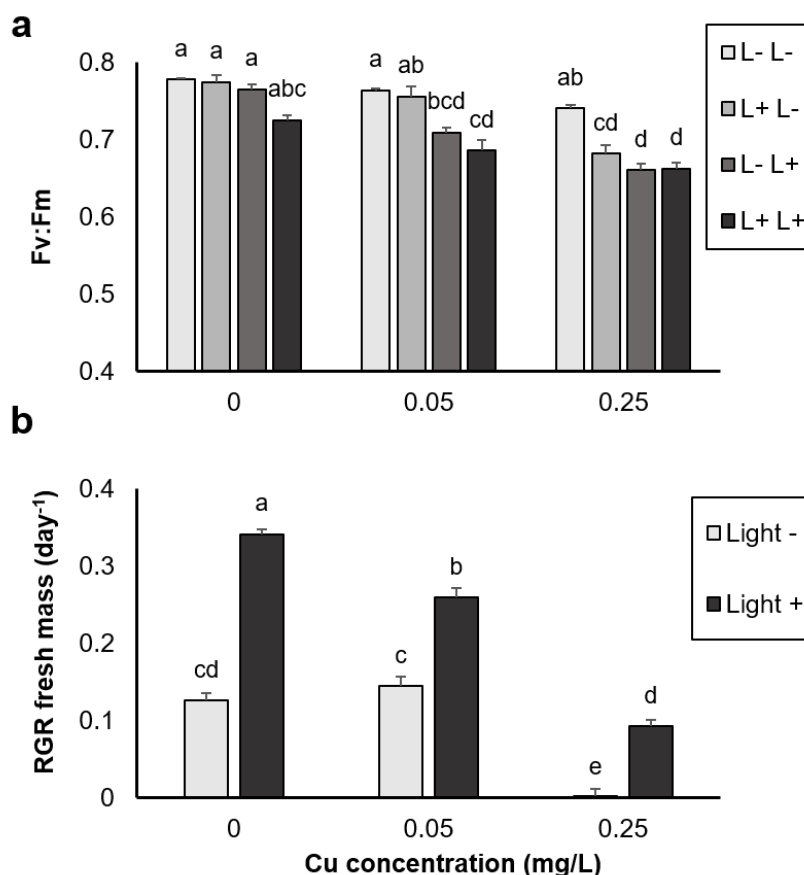 a
Fv:Fm
0.8
0.7
0.6
0.5
0.4
a a a abc
a ab bcd cd
ab cd d d
0 0.05 0.25
L- L-
L+ L-
L- L+
L+ L+
b
RGR fresh mass (day⁻¹)
0.4
0.3
0.2
0.1
0
cd a
c b
e d
0 0.05 0.25
Cu concentration (mg/L)
Light -
Light +